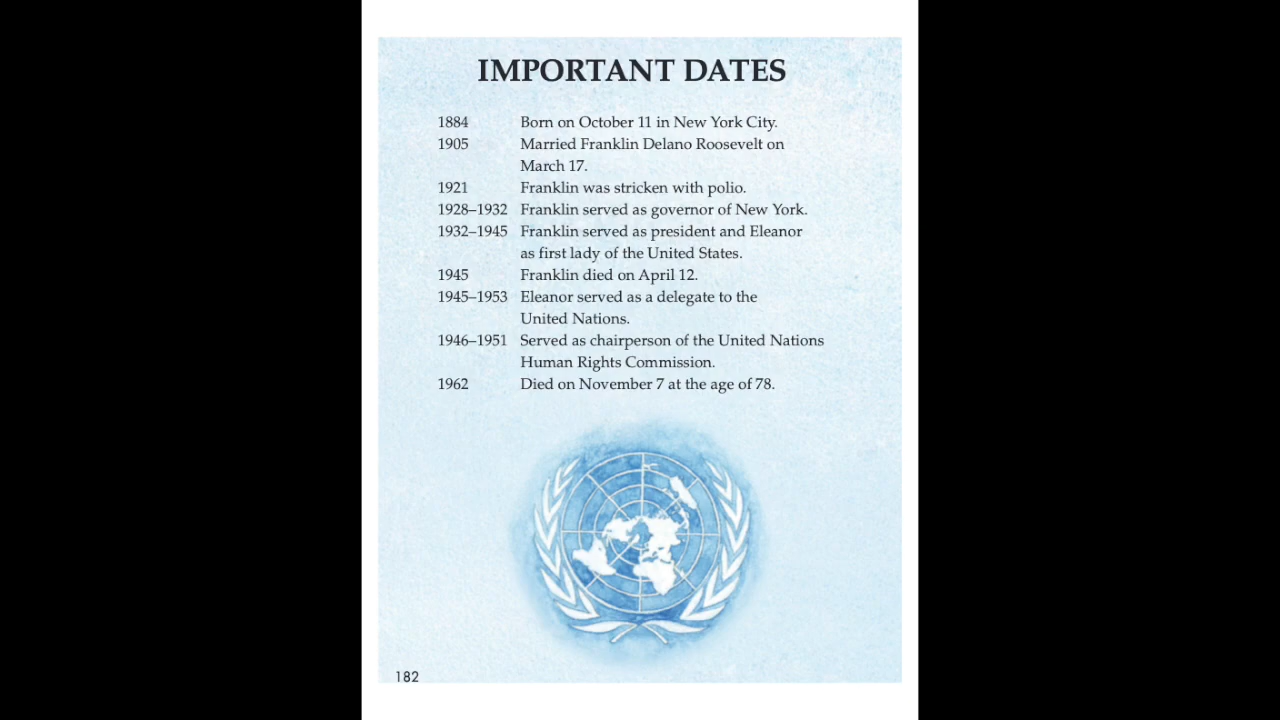 IMPORTANT DATES
1884 Born on October 11 in New York City.
1905 Married Franklin Delano Roosevelt on
March 17.
1921 Franklin was stricken with polio.
1928–1932 Franklin served as governor of New York.
1932–1945 Franklin served as president and Eleanor
as first lady of the United States.
1945 Franklin died on April 12.
1945–1953 Eleanor served as a delegate to the
United Nations.
1946–1951 Served as chairperson of the United Nations
Human Rights Commission.
1962 Died on November 7 at the age of 78.
182